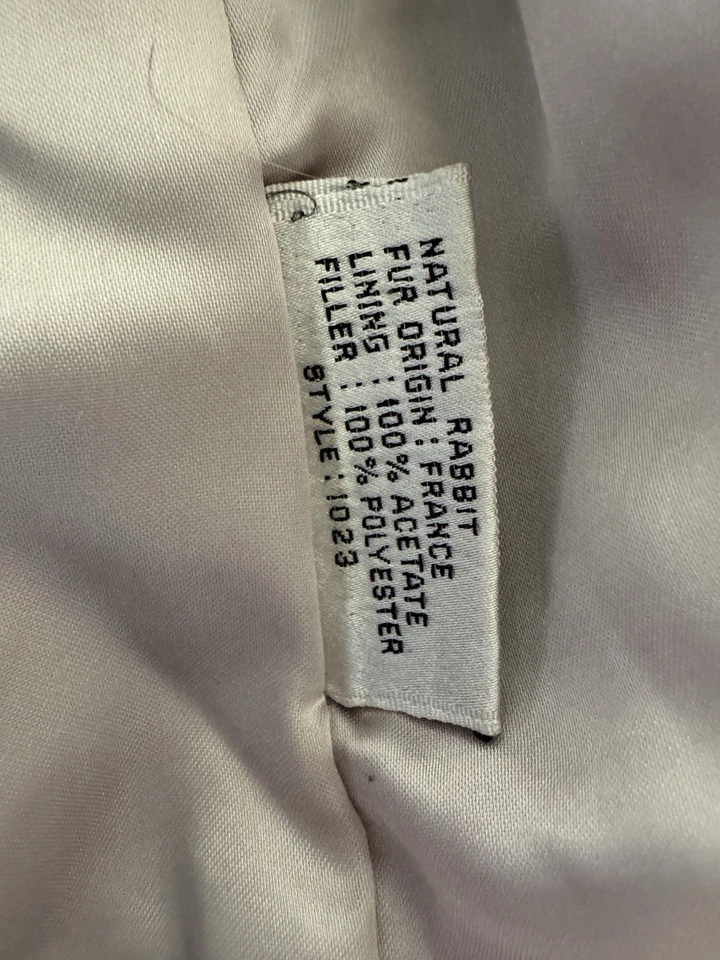 NATURAL RABBIT
FUR ORIGIN : FRANCE
LINING : 100% ACETATE
FILLER : 100% POLYESTER
STYLE : 1023